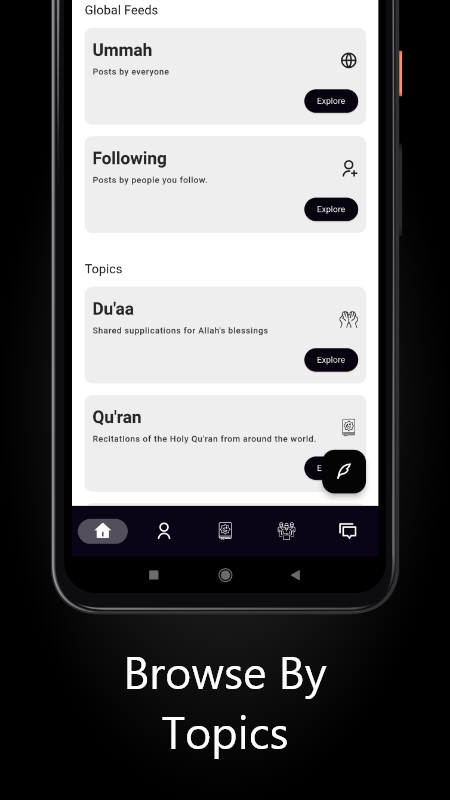 Global Feeds
Ummah
Posts by everyone
Explore
Following
Posts by people you follow.
Explore
Topics
Du'aa
Shared supplications for Allah's blessings
Explore
Qu'ran
Recitations of the Holy Qu'ran from around the world.
Browse By
Topics